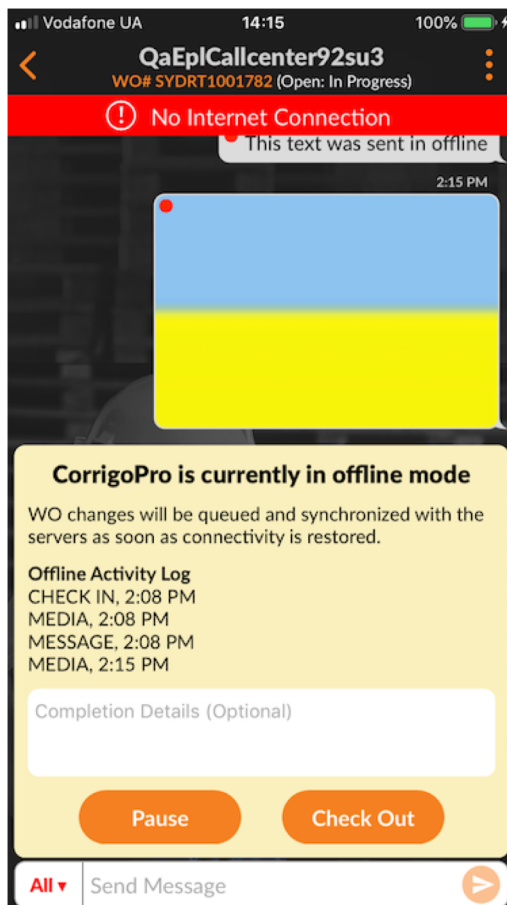 Vodafone UA 14:15 100%
QaEplCallcenter92su3
WO# SYDRT1001782 (Open: In Progress)
No Internet Connection
This text was sent in offline
2:15 PM
CorrigoPro is currently in offline mode
WO changes will be queued and synchronized with the
servers as soon as connectivity is restored.
Offline Activity Log
CHECK IN, 2:08 PM
MEDIA, 2:08 PM
MESSAGE, 2:08 PM
MEDIA, 2:15 PM
Completion Details (Optional)
Pause Check Out
All Send Message